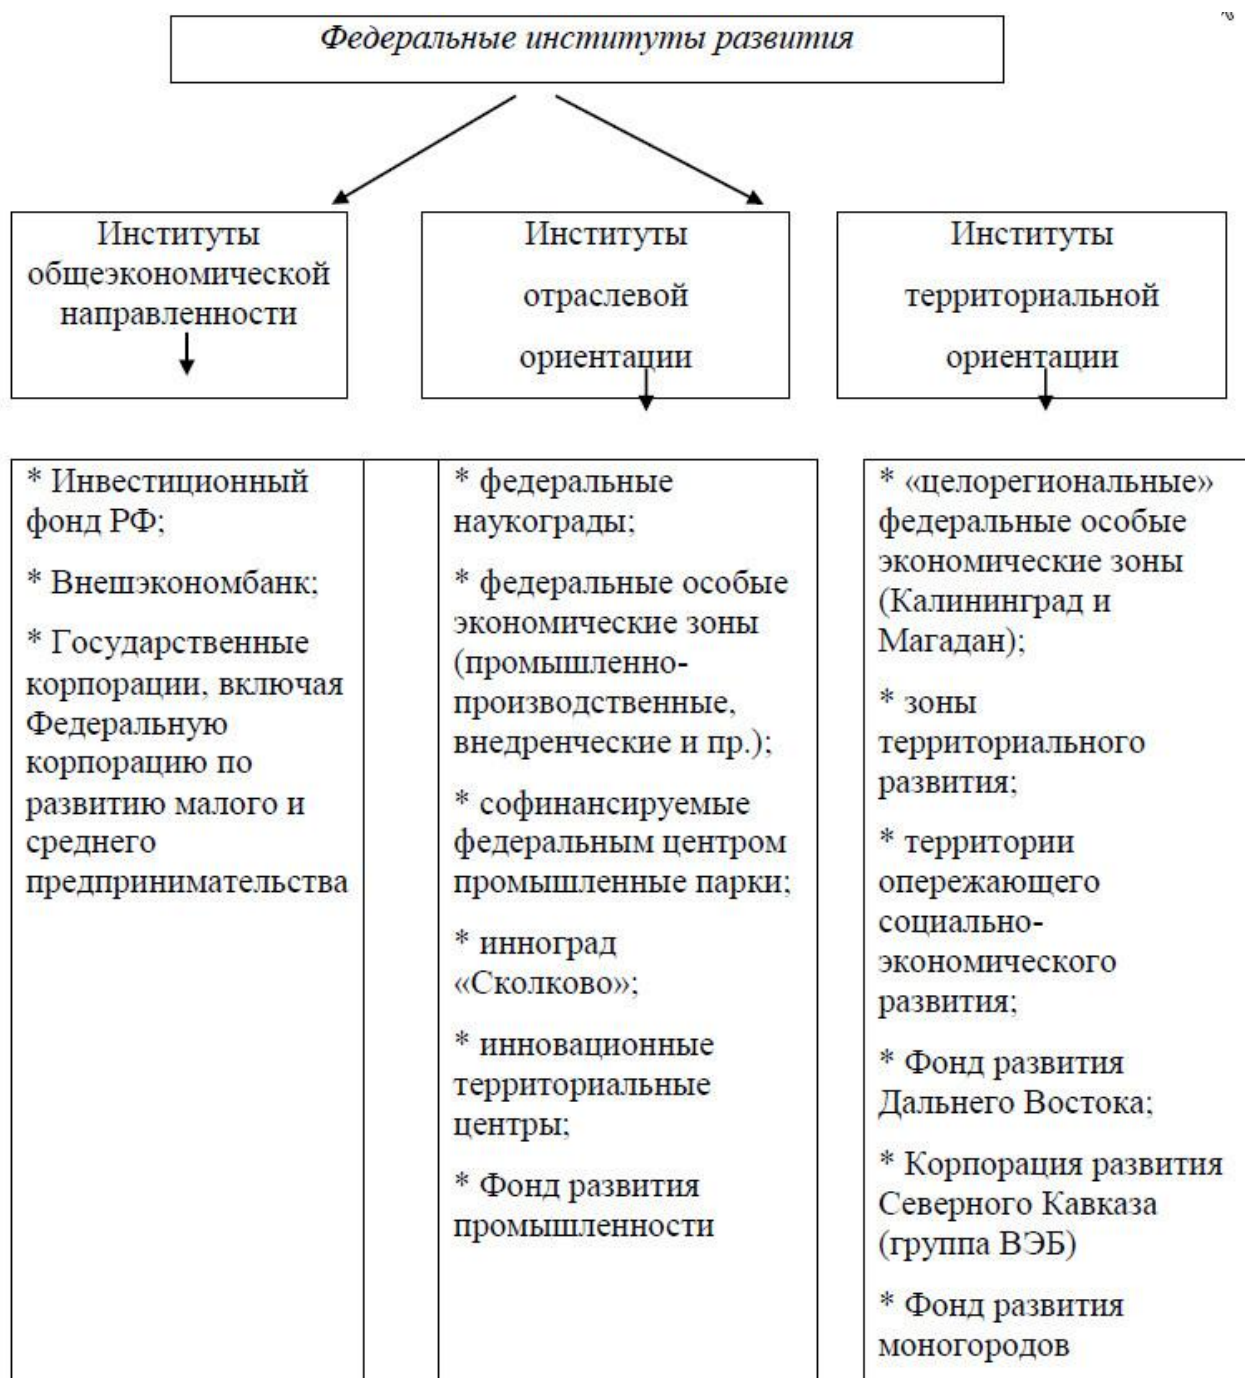 Федеральные институты развития
Институты
общеэкономической
направленности
Институты
отраслевой
ориентации
Институты
территориальной
ориентации
* Инвестиционный
фонд РФ;
* Внешэкономбанк;
* Государственные
корпорации, включая
Федеральную
корпорацию по
развитию малого и
среднего
предпринимательства
* федеральные
наукограды;
* федеральные особые
экономические зоны
(промышленно-
производственные,
внедренческие и пр.);
* софинансируемые
федеральным центром
промышленные парки;
* инноград
«Сколково»;
* инновационные
территориальные
центры;
* Фонд развития
промышленности
* «целорегиональные»
федеральные особые
экономические зоны
(Калининград и
Магадан);
* зоны
территориального
развития;
* территории
опережающего
социально-
экономического
развития;
* Фонд развития
Дальнего Востока;
* Корпорация развития
Северного Кавказа
(группа ВЭБ)
* Фонд развития
моногородов